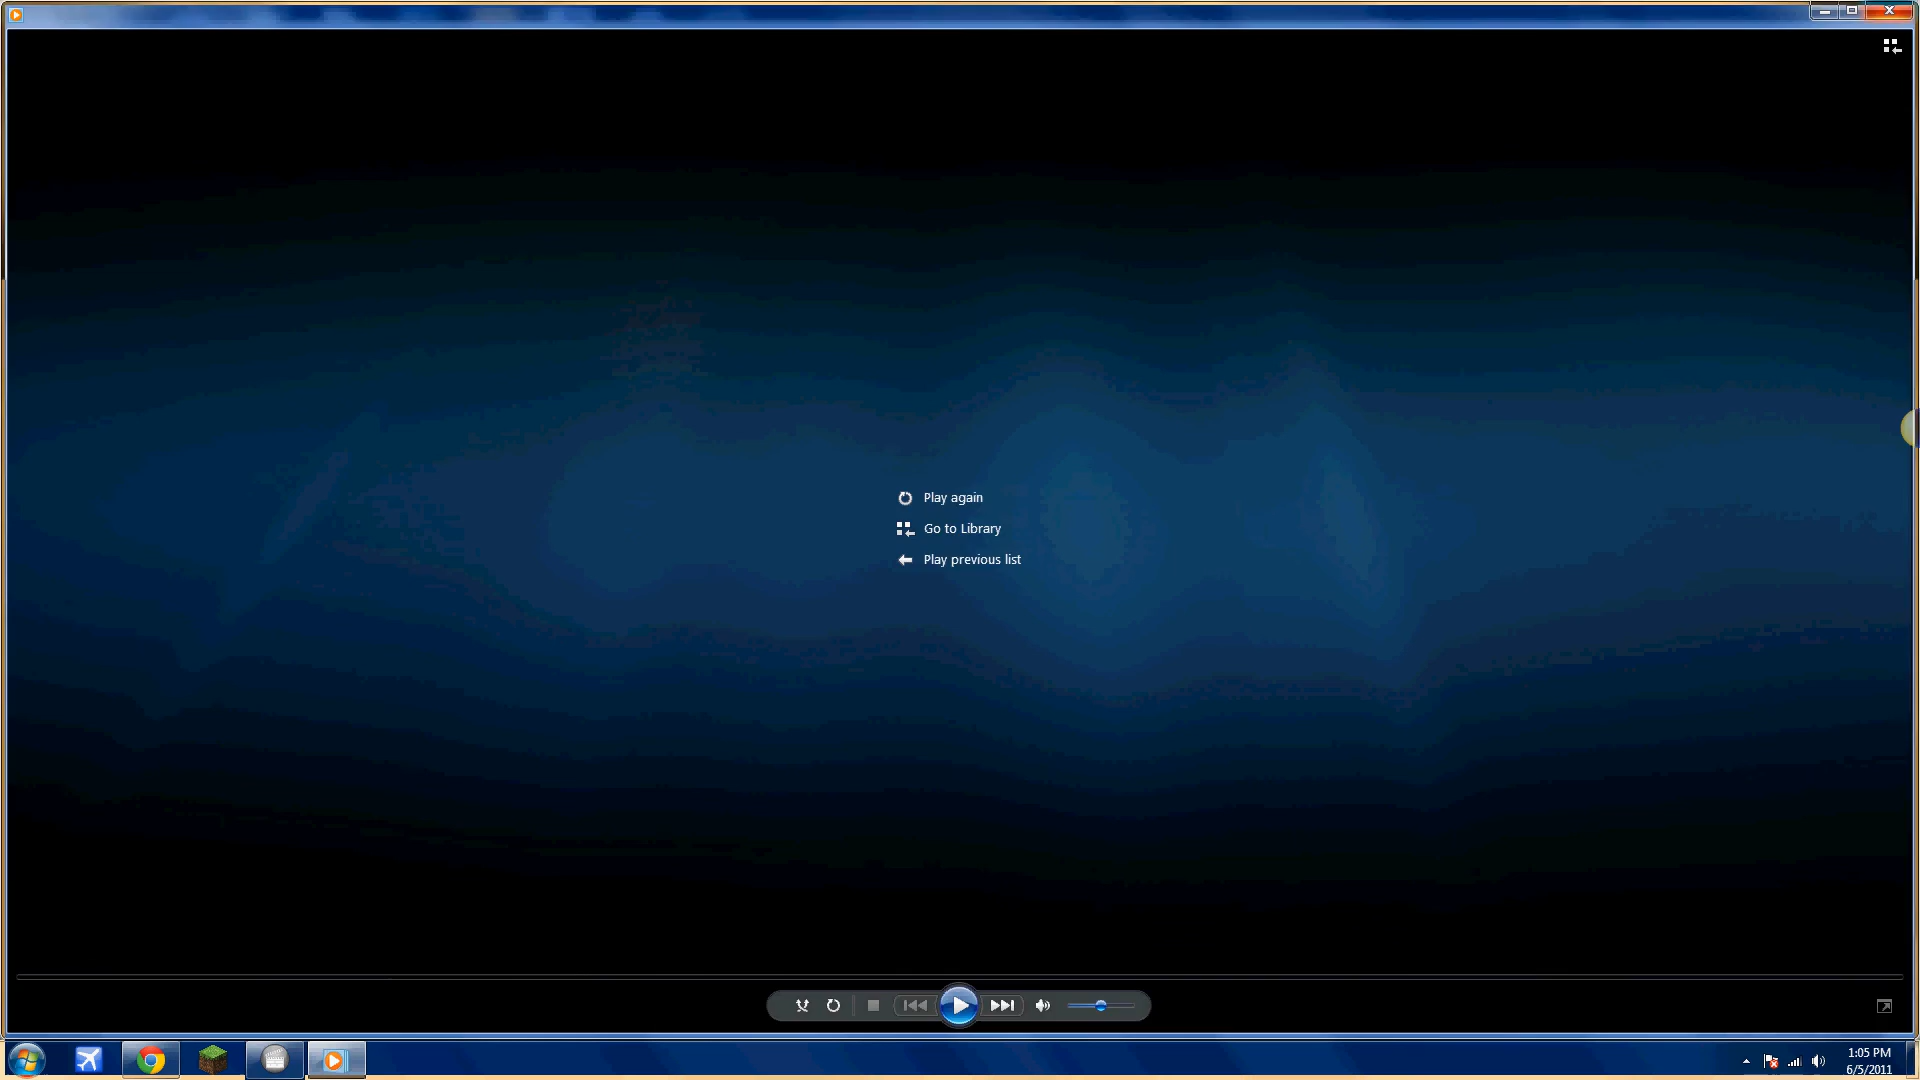 Play again
Go to Library
Play previous list
1:05 PM
6/5/2011